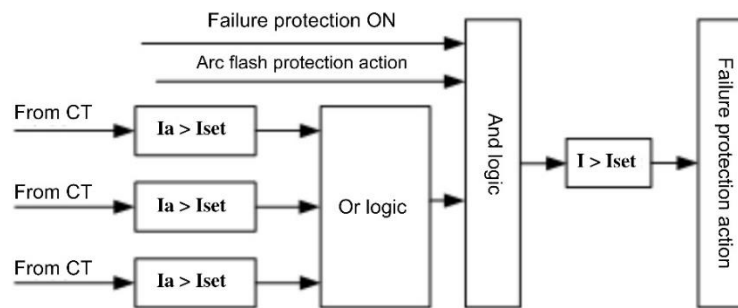 Failure protection ON
Arc flash protection action
From CT
Ia > Iset
From CT
Ia > Iset
From CT
Ia > Iset
Or logic
And logic
I > Iset
Failure protection action